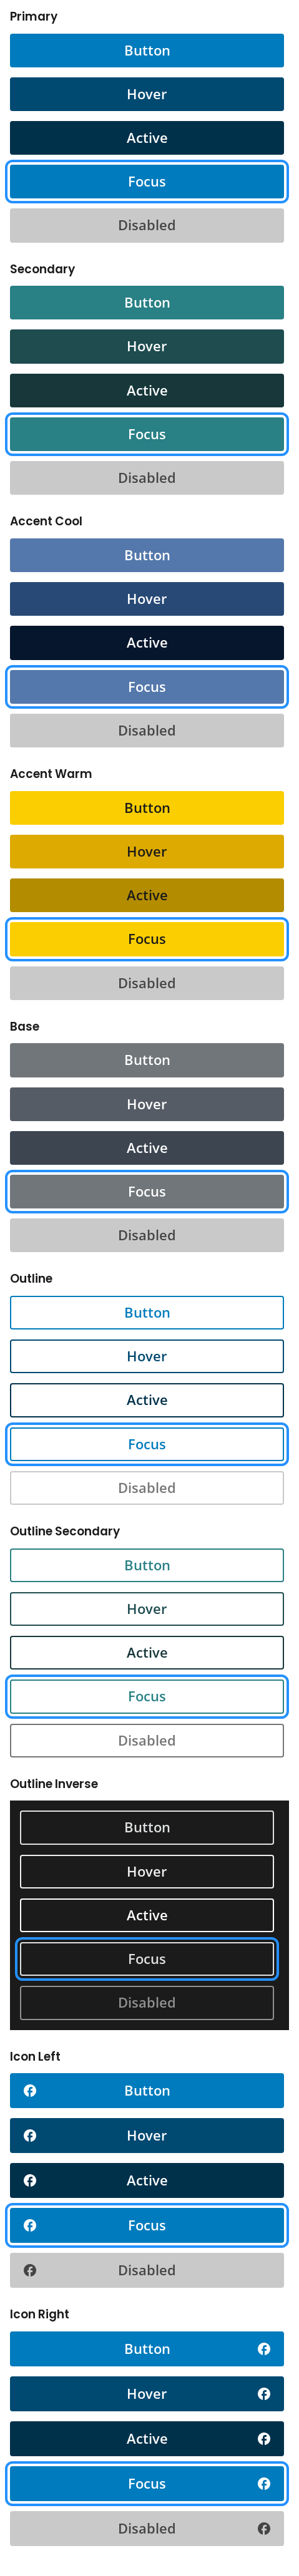 Primary
Button
Hover
Active
Focus
Disabled
Secondary
Button
Hover
Active
Focus
Disabled
Accent Cool
Button
Hover
Active
Focus
Disabled
Accent Warm
Button
Hover
Active
Focus
Disabled
Base
Button
Hover
Active
Focus
Disabled
Outline
Button
Hover
Active
Focus
Disabled
Outline Secondary
Button
Hover
Active
Focus
Disabled
Outline Inverse
Button
Hover
Active
Focus
Disabled
Icon Left
Button
Hover
Active
Focus
Disabled
Icon Right
Button
Hover
Active
Focus
Disabled